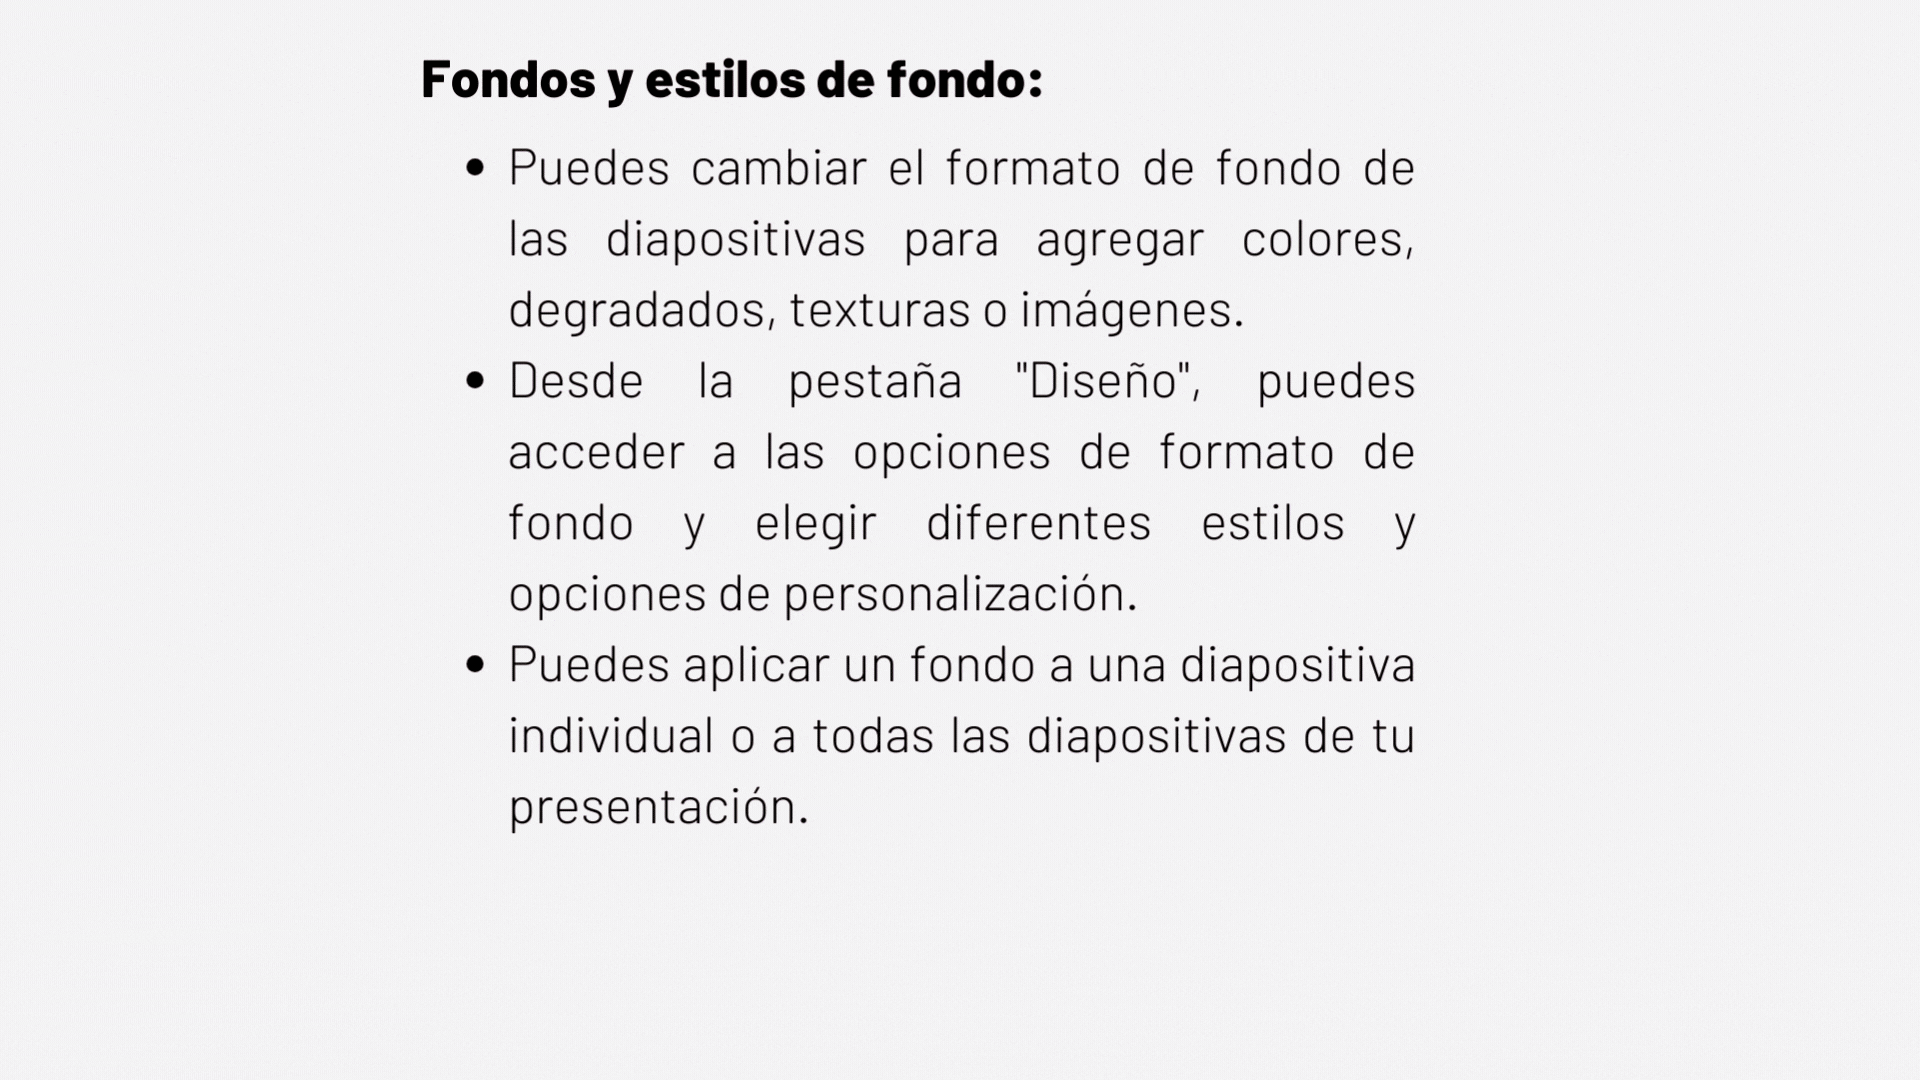 Fondos y estilos de fondo:
• Puedes cambiar el formato de fondo de
las diapositivas para agregar colores,
degradados, texturas o imágenes.
• Desde la pestaña "Diseño", puedes
acceder a las opciones de formato de
fondo y elegir diferentes estilos y
opciones de personalización.
• Puedes aplicar un fondo a una diapositiva
individual o a todas las diapositivas de tu
presentación.